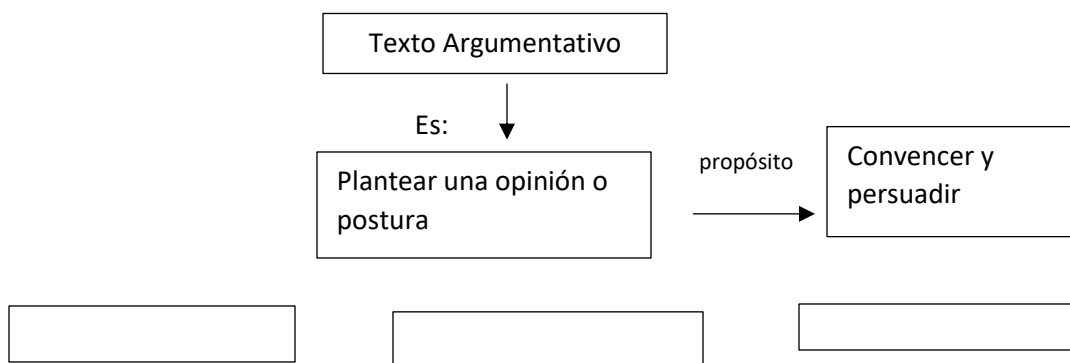 Texto Argumentativo
Es:
Plantear una opinión o
postura
propósito
Convencer y
persuadir